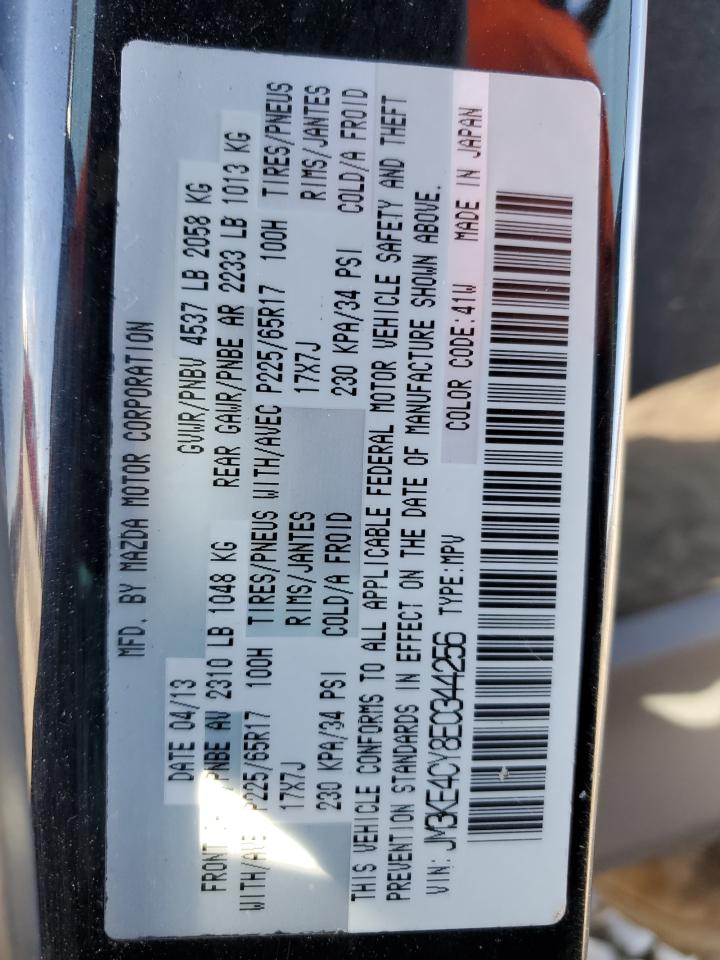 MFD. BY MAZDA MOTOR CORPORATION
DATE 04/13 GVWR/PNBV 4537 LB 2058 KG
FRONT /PNBE AV 2310 LB 1048 KG REAR GAWR/PNBE AR 2233 LB 1013 KG
WITH/AVEC P225/65R17 100H TIRES/PNEUS WITH/AVEC P225/65R17 100H TIRES/PNEUS
17X7J RIMS/JANTES 17X7J RIMS/JANTES
230 KPA/34 PSI COLD/A FROID 230 KPA/34 PSI COLD/A FROID
THIS VEHICLE CONFORMS TO ALL APPLICABLE FEDERAL MOTOR VEHICLE SAFETY AND THEFT
PREVENTION STANDARDS IN EFFECT ON THE DATE OF MANUFACTURE SHOWN ABOVE.
VIN: JM3KE4CY8E0344256 TYPE:MPV COLOR CODE:41W MADE IN JAPAN